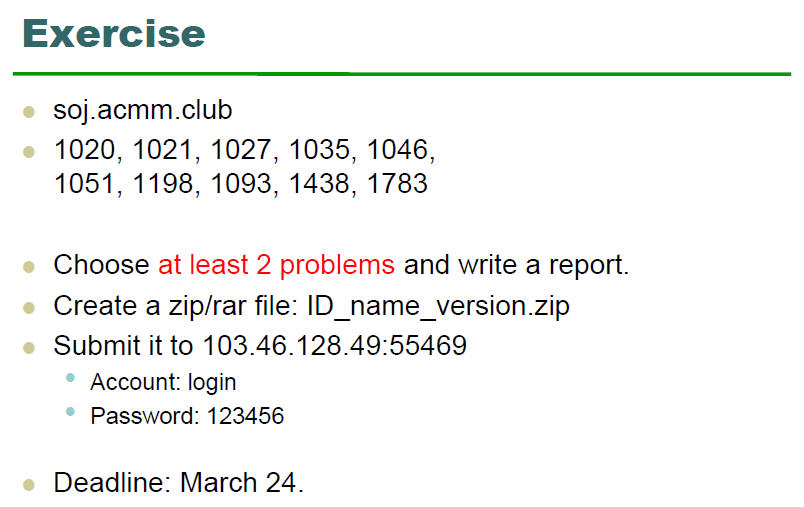 Exercise
soj.acmm.club
1020, 1021, 1027, 1035, 1046,
1051, 1198, 1093, 1438, 1783
Choose at least 2 problems and write a report.
Create a zip/rar file: ID_name_version.zip
Submit it to 103.46.128.49:55469
Account: login
Password: 123456
Deadline: March 24.